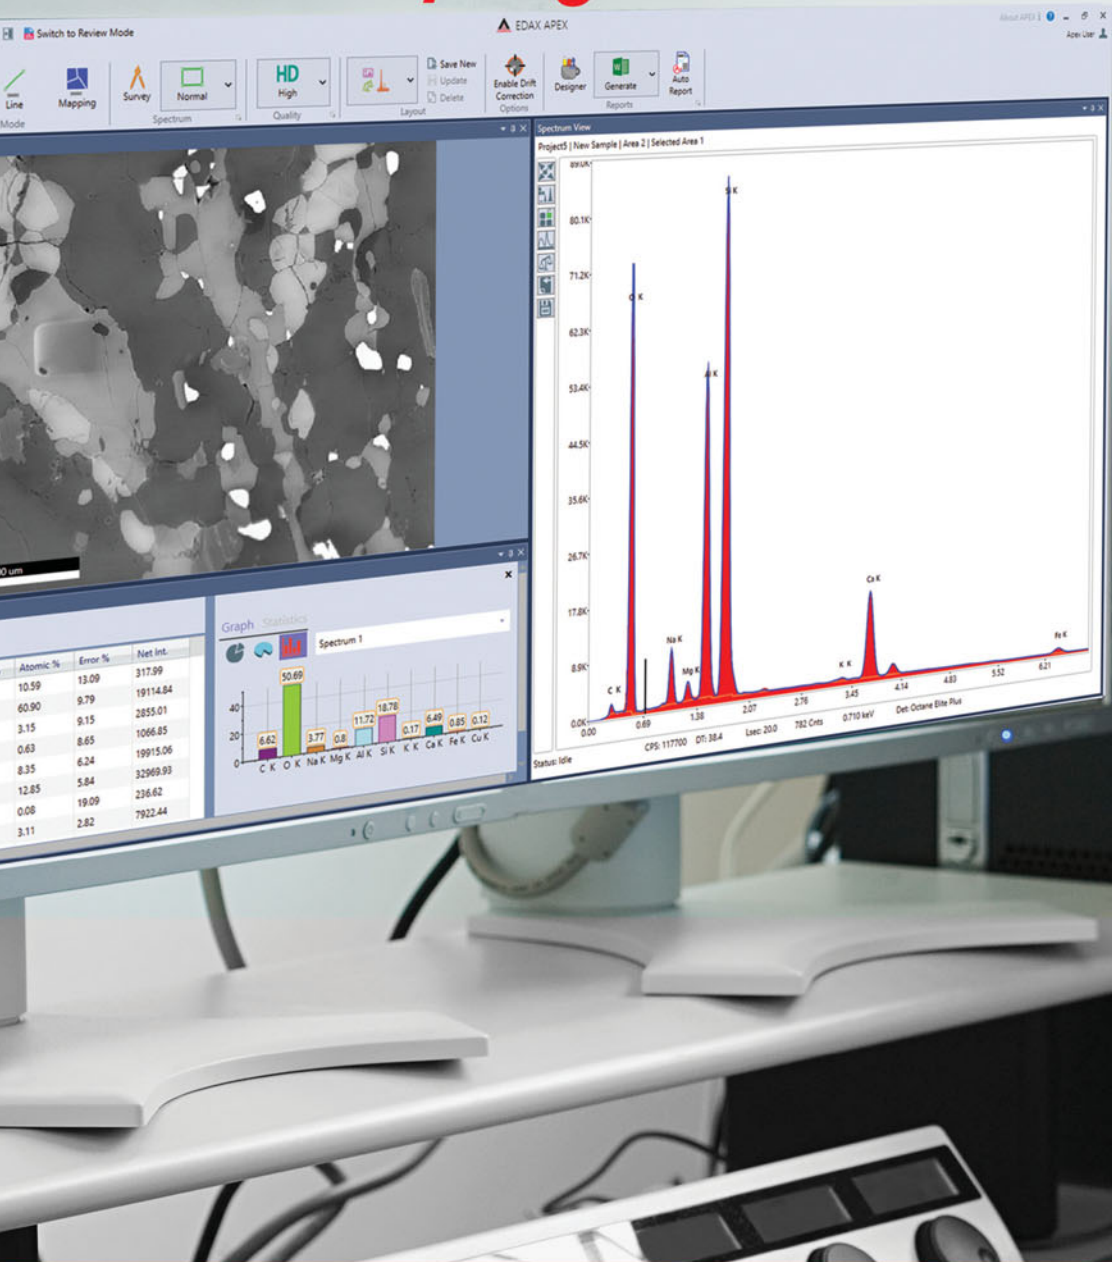 Switch to Review Mode
EDAX APEX
About APEX
Apex User
Line
Mapping
Survey
Normal
HD
High
Save New
Update
Delete
Enable Drift
Correction
Designer
Generate
Auto
Report
Mode
Spectrum
Quality
Layout
Options
Reports
Spectrum View
Project5 | New Sample | Area 2 | Selected Area 1
89.0K
80.1K
71.2K
62.3K
53.4K
44.5K
35.6K
26.7K
17.8K
8.9K
0.0K
C K
O K
Na K
Mg K
Al K
Si K
K K
Ca K
Fe K
0.00
0.69
1.38
2.07
2.76
3.45
4.14
4.83
5.52
6.21
CPS: 117700 DT: 38.4 Lsec: 20.0 782 Cnts 0.710 keV Det: Octane Elite Plus
Status: Idle
0 um
Atomic % Error % Net Int.
10.59 13.09 317.99
60.90 9.79 19114.84
3.15 9.15 2855.01
0.63 8.65 1066.85
8.35 6.24 19915.06
12.85 5.84 32969.93
0.08 19.09 236.62
3.11 2.82 7922.44
Graph Statistics
Spectrum 1
40
20
0
6.62 50.69 3.77 0.8 11.72 18.78 0.17 6.49 0.85 0.12
C K O K Na K Mg K Al K Si K K K Ca K Fe K Cu K